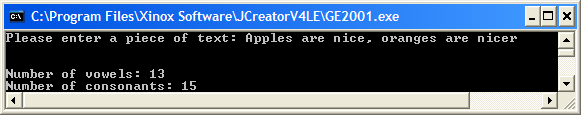 C:\Program Files\Xinox Software\JCreatorV4LE\GE2001.exe
Please enter a piece of text: Apples are nice, oranges are nicer
Number of vowels: 13
Number of consonants: 15